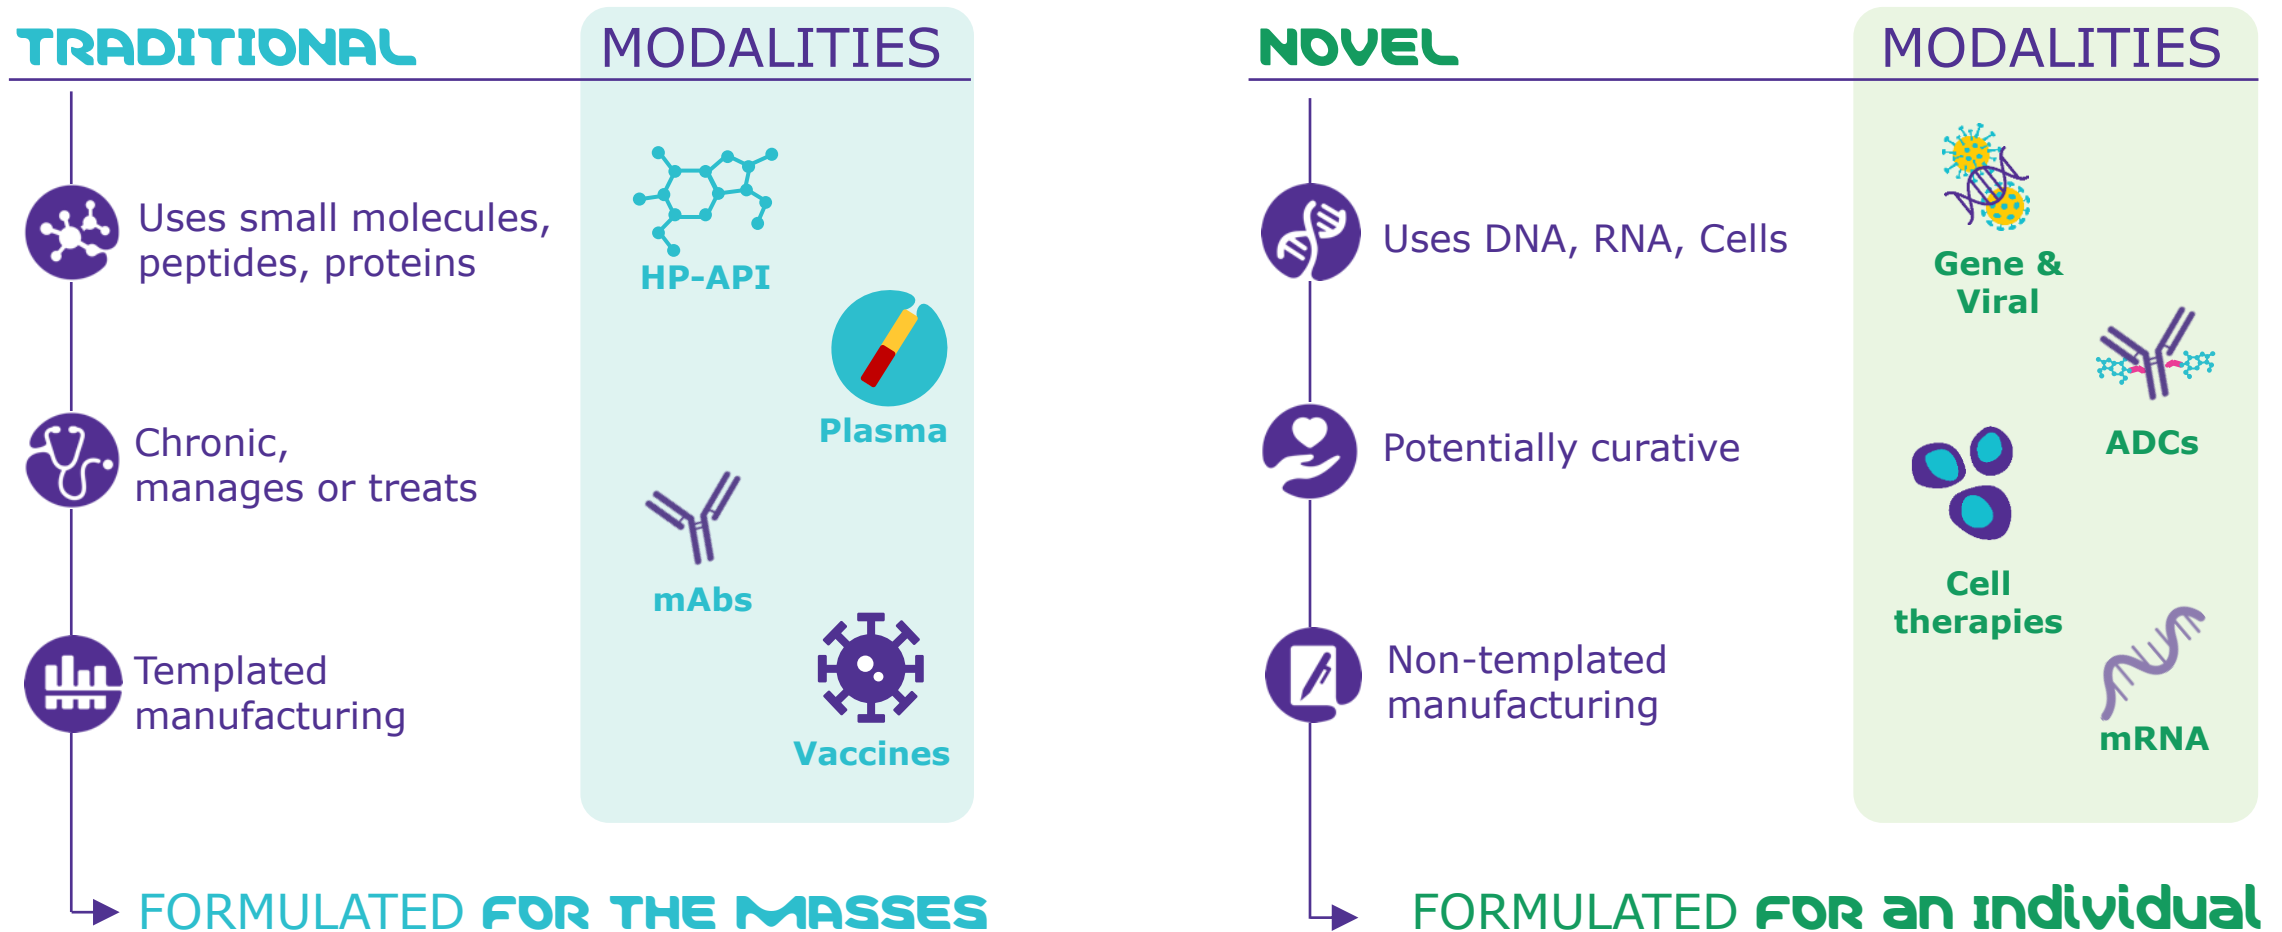 TRADITIONAL
MODALITIES
Uses small molecules,
peptides, proteins
Chronic,
manages or treats
Templated
manufacturing
HP-API
Plasma
mAbs
Vaccines
FORMULATED FOR THE MASSES
NOVEL
MODALITIES
Uses DNA, RNA, Cells
Potentially curative
Non-templated
manufacturing
Gene &
Viral
ADCs
Cell
therapies
mRNA
FORMULATED FOR an Individual